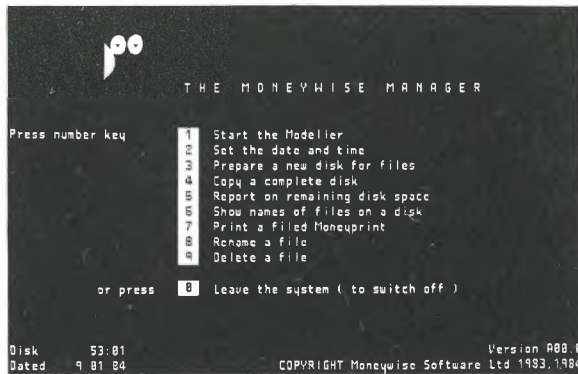 THE MONEYWISE MANAGER
Press number key
1 Start the Modeller
2 Set the date and time
3 Prepare a new disk for files
4 Copy a complete disk
5 Report on remaining disk space
6 Show names of files on a disk
7 Print a filed Moneyprint
8 Rename a file
9 Delete a file
or press 0 Leave the system ( to switch off )
Disk 53:01
Version A00.0
Dated 9 01 84
COPYRIGHT Moneywise Software Ltd 1983,1984